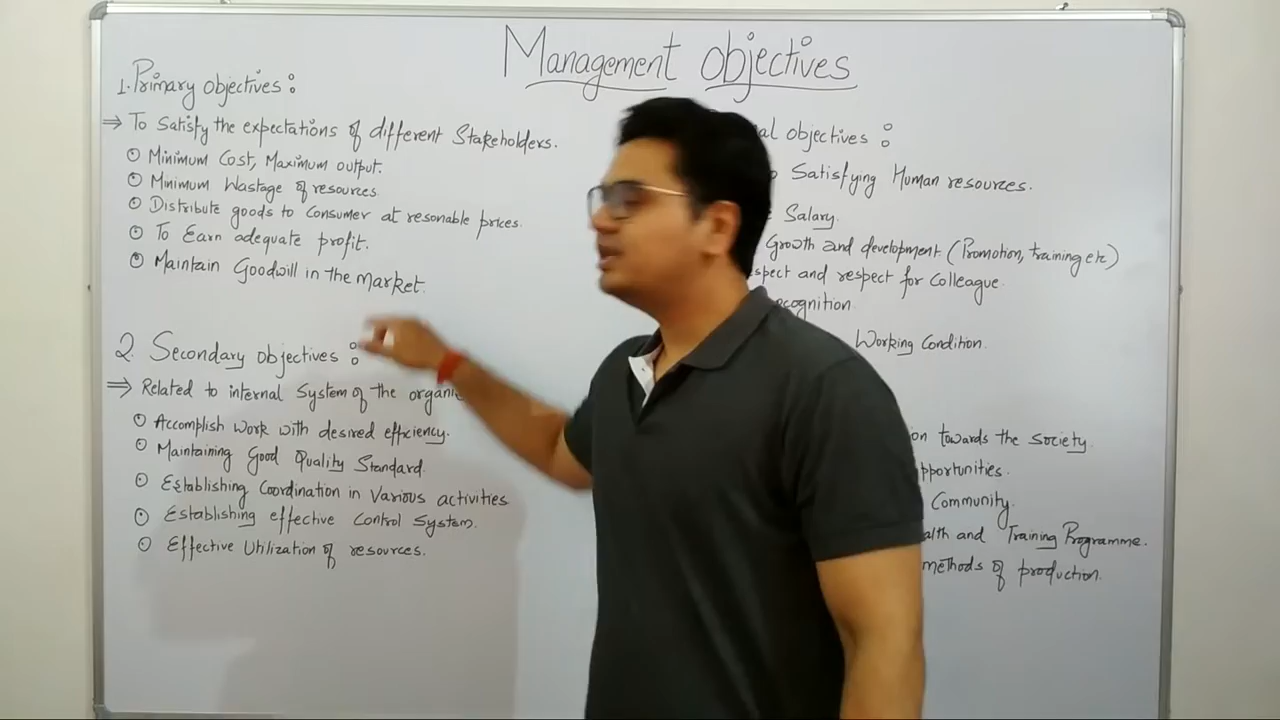 Management objectives
1. Primary objectives :
⇒ To Satisfy the expectations of different Stakeholders.
⊙ Minimum Cost, Maximum output.
⊙ Minimum Wastage of resources
⊙ Distribute goods to Consumer at resonable prices.
⊙ To Earn adequate profit.
⊙ Maintain Goodwill in the market.
2. Secondary objectives :
⇒ Related to internal System of the
⊙ Accomplish Work with desired efficiency.
⊙ Maintaining Good Quality Standard.
⊙ Establishing Coordination in Various activities
⊙ Establishing effective Control System.
⊙ Effective Utilization of resources.
objectives :
Satisfying Human resources.
Salary.
Growth and development (Promotion, training etc)
and respect for Colleague
Working Condition.
towards the Society.
Community.
and Training Programme.
methods of production.